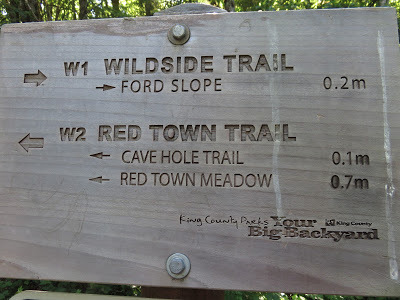 W1 WILDSIDE TRAIL
FORD SLOPE 0.2m
W2 RED TOWN TRAIL
CAVE HOLE TRAIL 0.1m
RED TOWN MEADOW 0.7m
King County Parks Your King County
Big Backyard